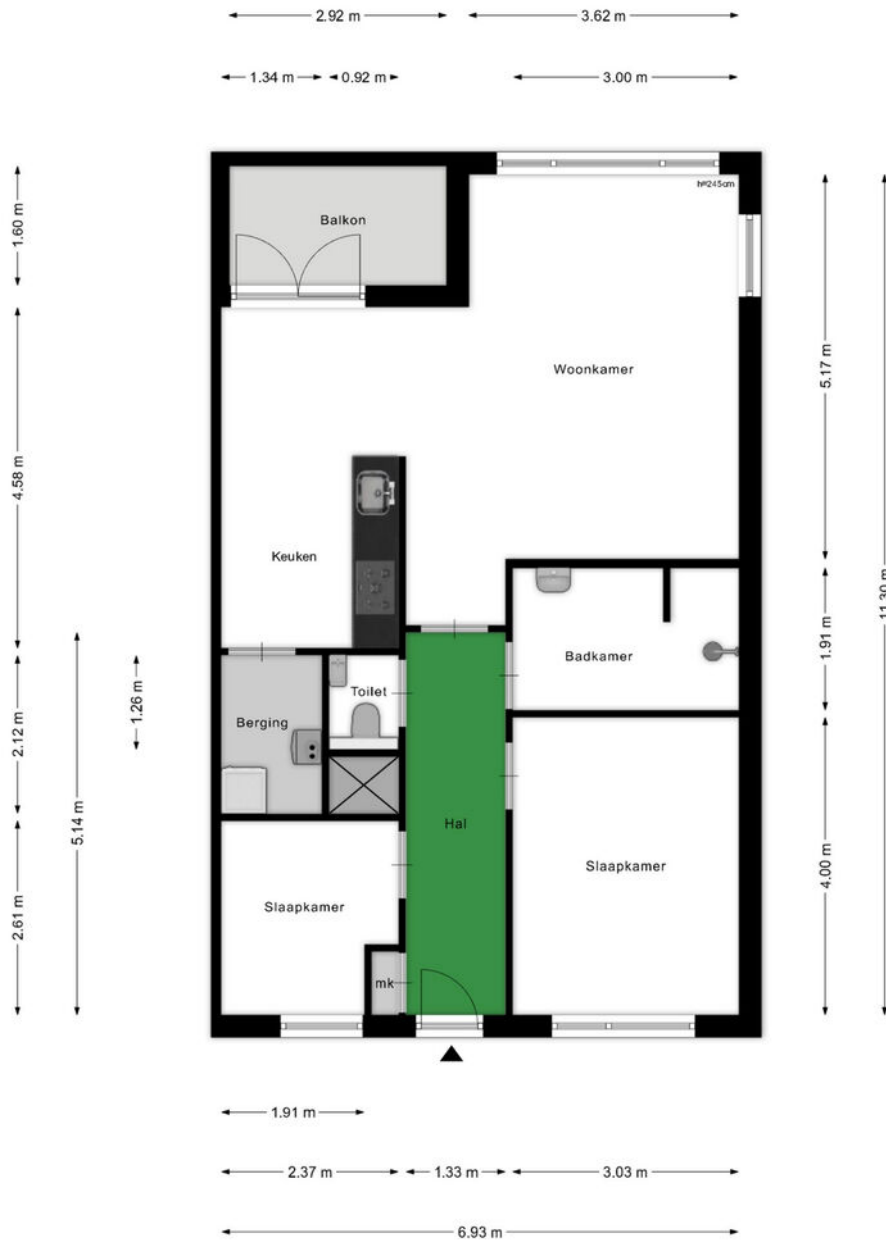 2.92 m
3.62 m
1.34 m
0.92 m
3.00 m
h=245cm
1.60 m
Balkon
5.17 m
Woonkamer
4.58 m
Keuken
11.30 m
1.91 m
Badkamer
1.26 m
Toilet
2.12 m
Berging
5.14 m
Hal
4.00 m
Slaapkamer
2.61 m
Slaapkamer
mk
1.91 m
2.37 m
1.33 m
3.03 m
6.93 m